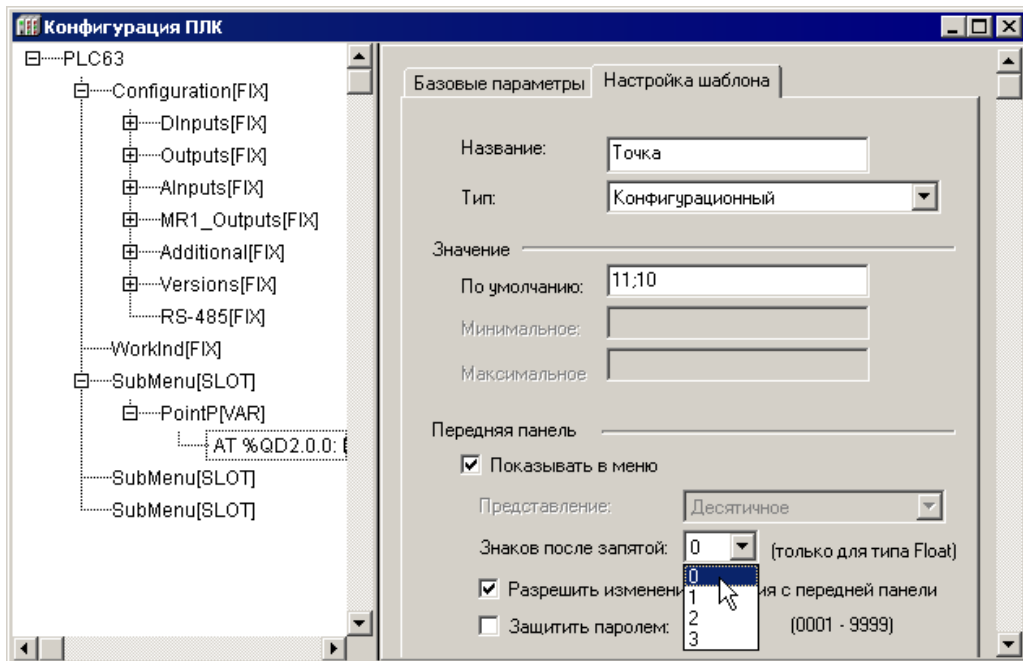 Конфигурация ПЛК
PLC63
Configuration[FIX]
DInputs[FIX]
Outputs[FIX]
AInputs[FIX]
MR1_Outputs[FIX]
Additional[FIX]
Versions[FIX]
RS-485[FIX]
WorkInd[FIX]
SubMenu[SLOT]
PointP[VAR]
AT %QD2.0.0:
SubMenu[SLOT]
SubMenu[SLOT]
Базовые параметры Настройка шаблона
Название: Точка
Тип: Конфигурационный
Значение
По умолчанию: 11;10
Минимальное:
Максимальное
Передняя панель
Показывать в меню
Представление: Десятичное
Знаков после запятой: 0 (только для типа Float)
0
Разрешить изменени ия с передней панели
1
2
Защитить паролем: (0001 - 9999)
3